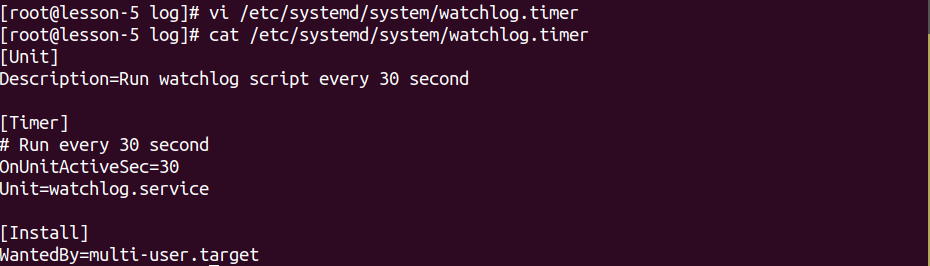 [root@lesson-5 log]# vi /etc/systemd/system/watchlog.timer
[root@lesson-5 log]# cat /etc/systemd/system/watchlog.timer
[Unit]
Description=Run watchlog script every 30 second

[Timer]
# Run every 30 second
OnUnitActiveSec=30
Unit=watchlog.service

[Install]
WantedBy=multi-user.target